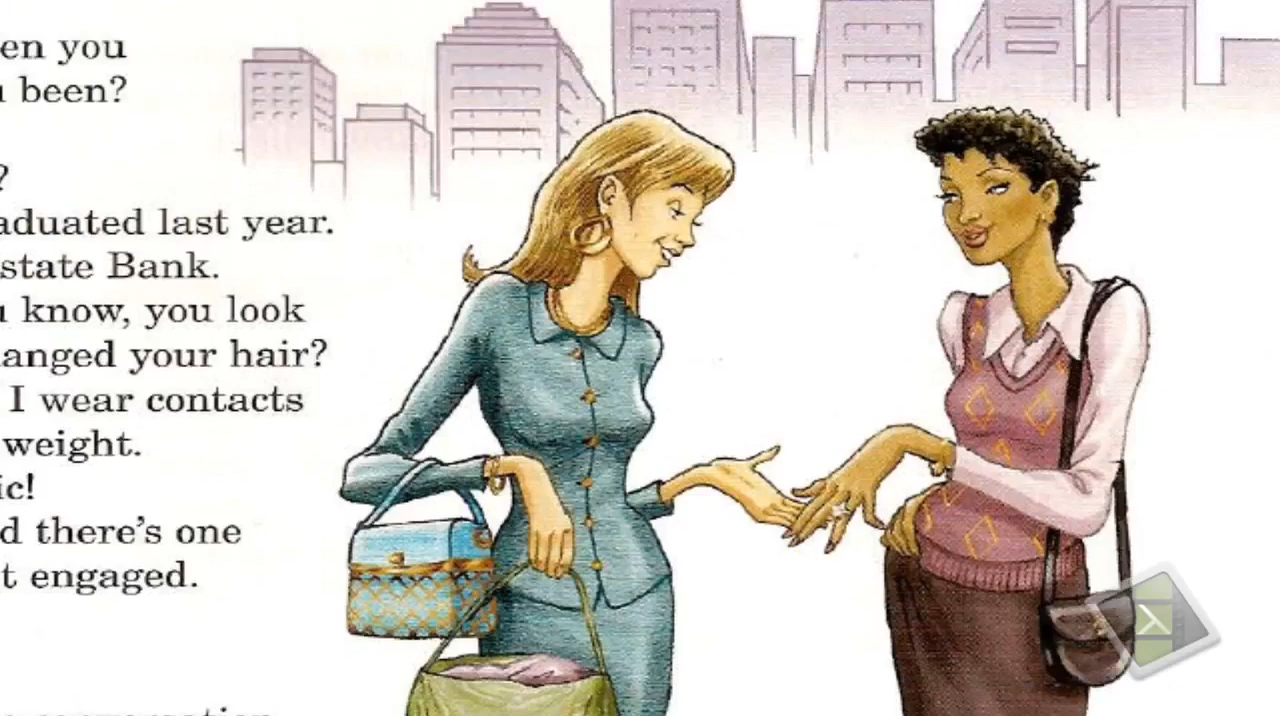 en you
been?
?
aduated last year.
state Bank.
know, you look
anged your hair?
I wear contacts
weight.
ic!
d there's one
t engaged.